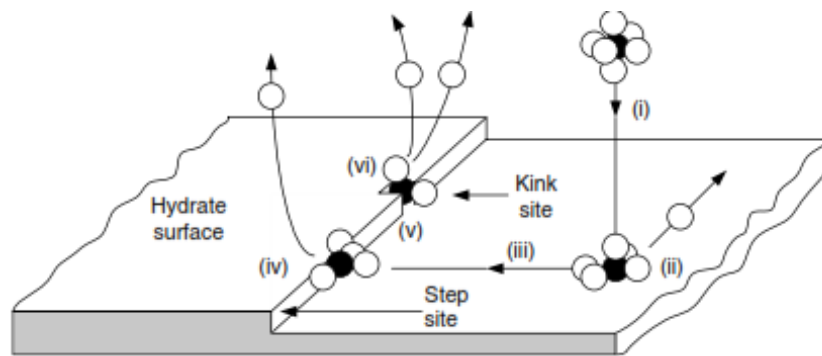 (i)
(vi)
Kink
site
Hydrate
surface
(v)
(iii)
(ii)
(iv)
Step
site